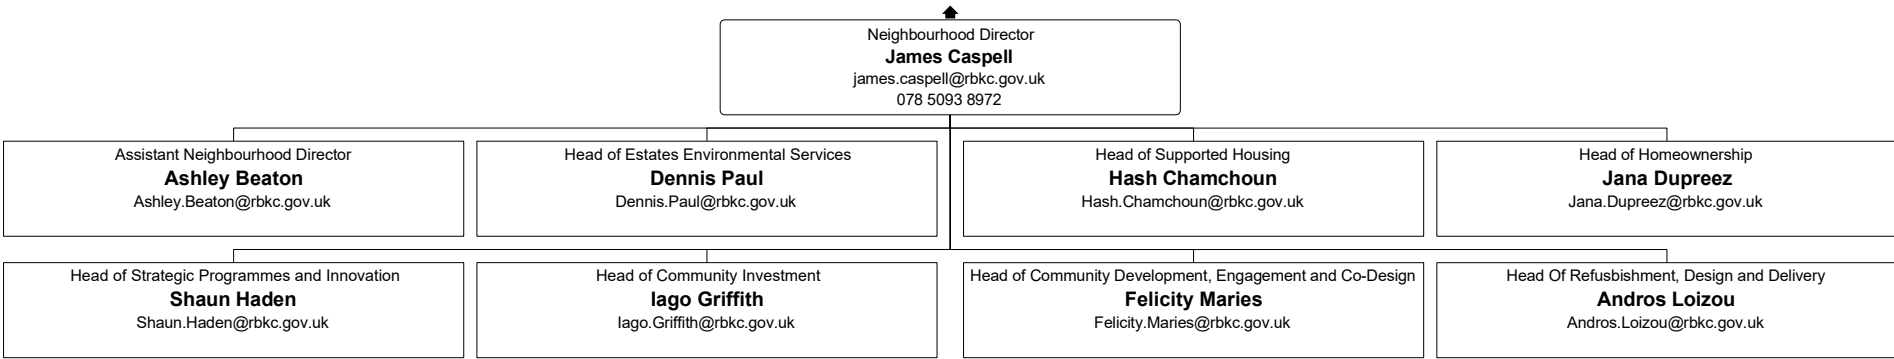 Neighbourhood Director
James Caspell
james.caspell@rbkc.gov.uk
078 5093 8972
Assistant Neighbourhood Director
Ashley Beaton
Ashley.Beaton@rbkc.gov.uk
Head of Estates Environmental Services
Dennis Paul
Dennis.Paul@rbkc.gov.uk
Head of Supported Housing
Hash Chamchoun
Hash.Chamchoun@rbkc.gov.uk
Head of Homeownership
Jana Dupreez
Jana.Dupreez@rbkc.gov.uk
Head of Strategic Programmes and Innovation
Shaun Haden
Shaun.Haden@rbkc.gov.uk
Head of Community Investment
Iago Griffith
Iago.Griffith@rbkc.gov.uk
Head of Community Development, Engagement and Co-Design
Felicity Maries
Felicity.Maries@rbkc.gov.uk
Head Of Refusbishment, Design and Delivery
Andros Loizou
Andros.Loizou@rbkc.gov.uk